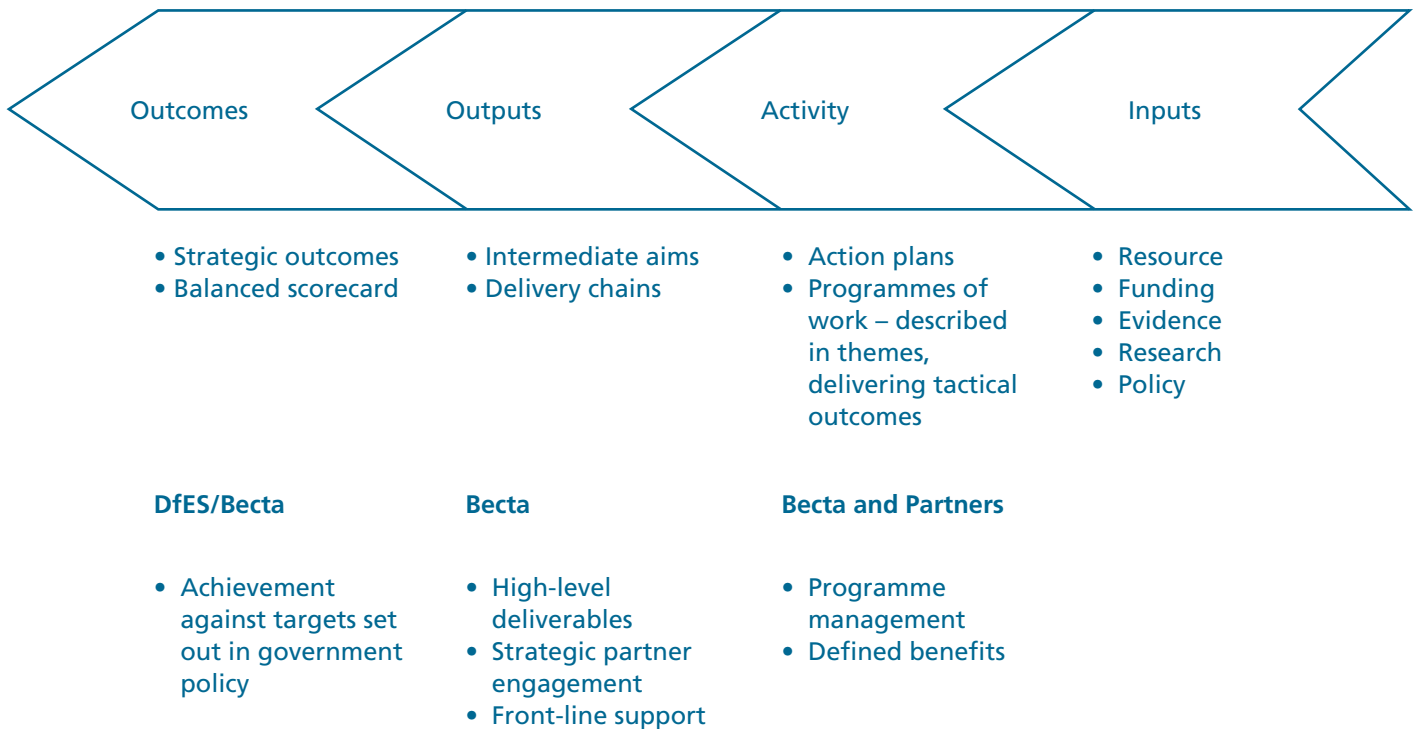 Outcomes
Outputs
Activity
Inputs
• Strategic outcomes
• Balanced scorecard
• Intermediate aims
• Delivery chains
• Action plans
• Programmes of
work – described
in themes,
delivering tactical
outcomes
• Resource
• Funding
• Evidence
• Research
• Policy
DfES/Becta
Becta
Becta and Partners
• Achievement
against targets set
out in government
policy
• High-level
deliverables
• Strategic partner
engagement
• Front-line support
• Programme
management
• Defined benefits